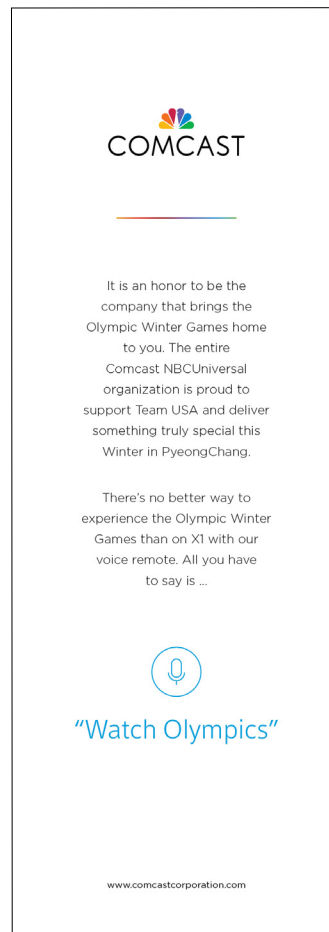 COMCAST
It is an honor to be the
company that brings the
Olympic Winter Games home
to you. The entire
Comcast NBCUniversal
organization is proud to
support Team USA and deliver
something truly special this
Winter in PyeongChang.
There's no better way to
experience the Olympic Winter
Games than on X1 with our
voice remote. All you have
to say is ...
“Watch Olympics”
www.comcastcorporation.com